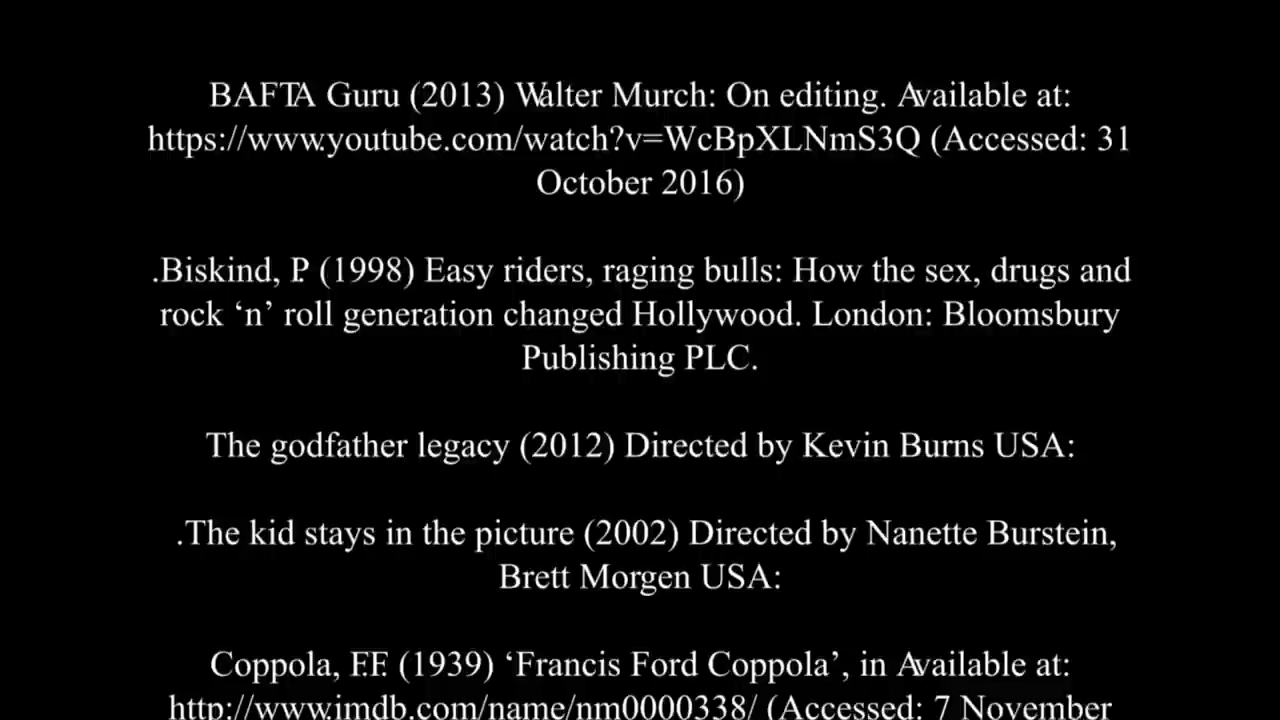 BAFTA Guru (2013) Walter Murch: On editing. Available at:
https://www.youtube.com/watch?v=WcBpXLNmS3Q (Accessed: 31
October 2016)
.Biskind, P. (1998) Easy riders, raging bulls: How the sex, drugs and
rock ‘n’ roll generation changed Hollywood. London: Bloomsbury
Publishing PLC.
The godfather legacy (2012) Directed by Kevin Burns USA:
.The kid stays in the picture (2002) Directed by Nanette Burstein,
Brett Morgen USA:
Coppola, F.F. (1939) ‘Francis Ford Coppola’, in Available at:
http://www.imdb.com/name/nm0000338/ (Accessed: 7 November